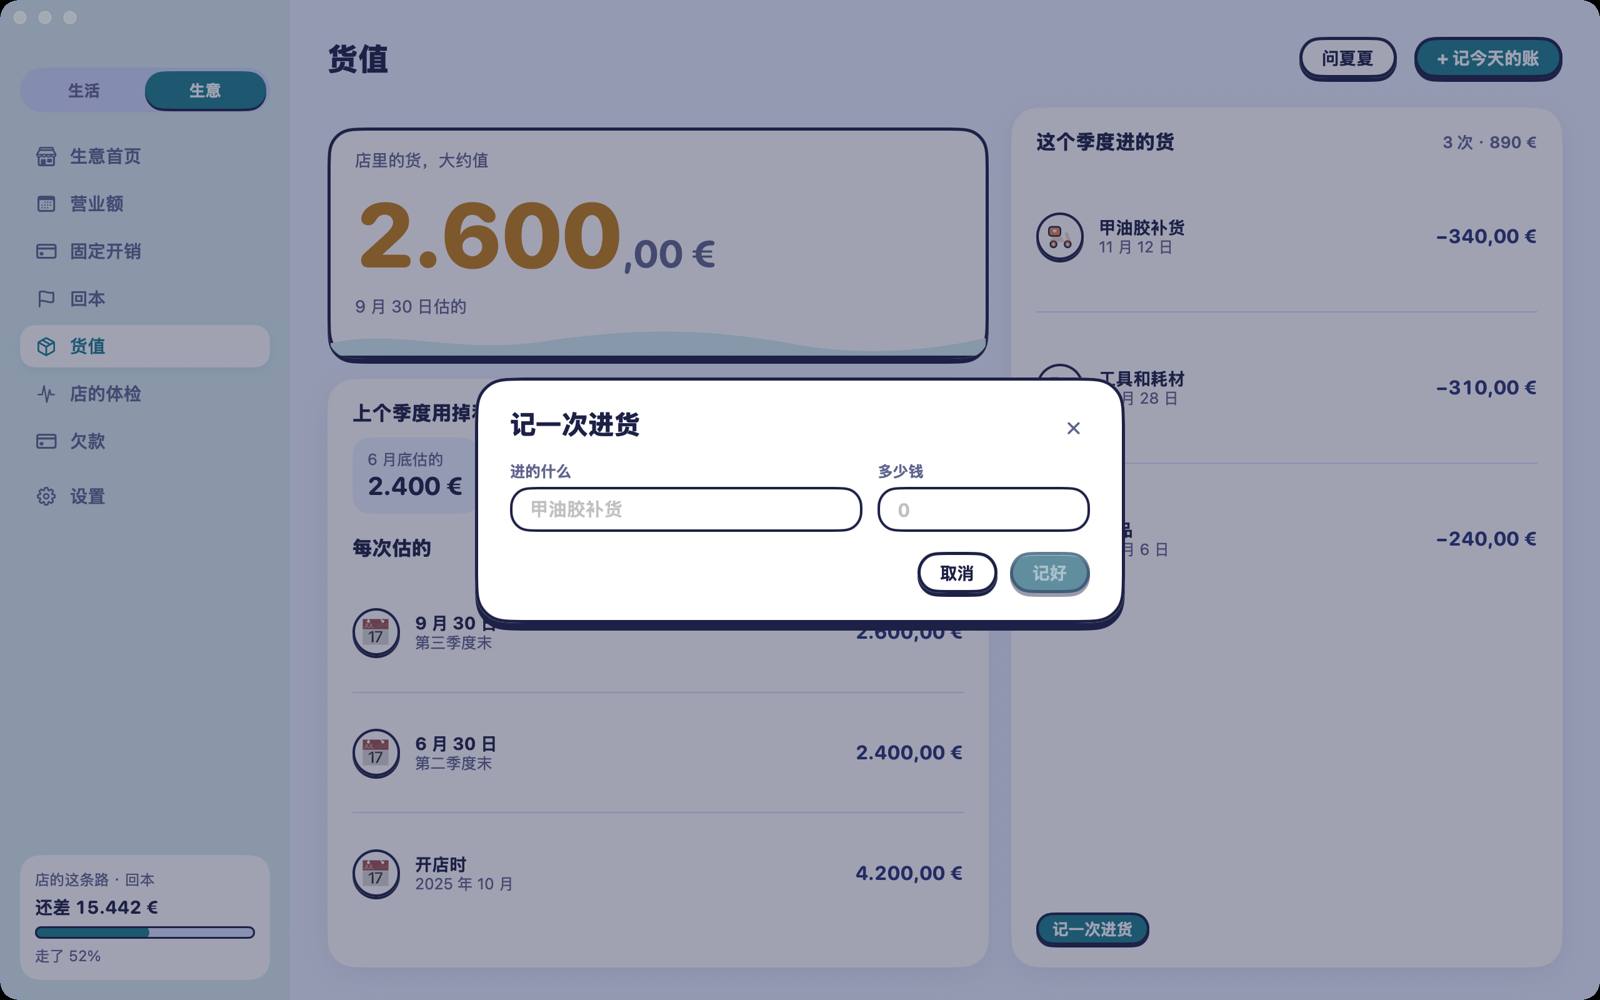 生活
生意
生意首页
营业额
固定开销
回本
货值
店的体检
欠款
设置
店的这条路 · 回本
还差 15.442 €
走了 52%
货值
问夏夏
+ 记今天的账
店里的货，大约值
2.600,00 €
9 月 30 日估的
上个季度用掉
6 月底估的
2.400 €
每次估的
9 月 30 日
第三季度末
2.600,00 €
6 月 30 日
第二季度末
2.400,00 €
开店时
2025 年 10 月
4.200,00 €
这个季度进的货
3 次 · 890 €
甲油胶补货
11 月 12 日
−340,00 €
工具和耗材
月 28 日
−310,00 €
品
月 6 日
−240,00 €
记一次进货
记一次进货
×
进的什么
多少钱
甲油胶补货
0
取消
记好